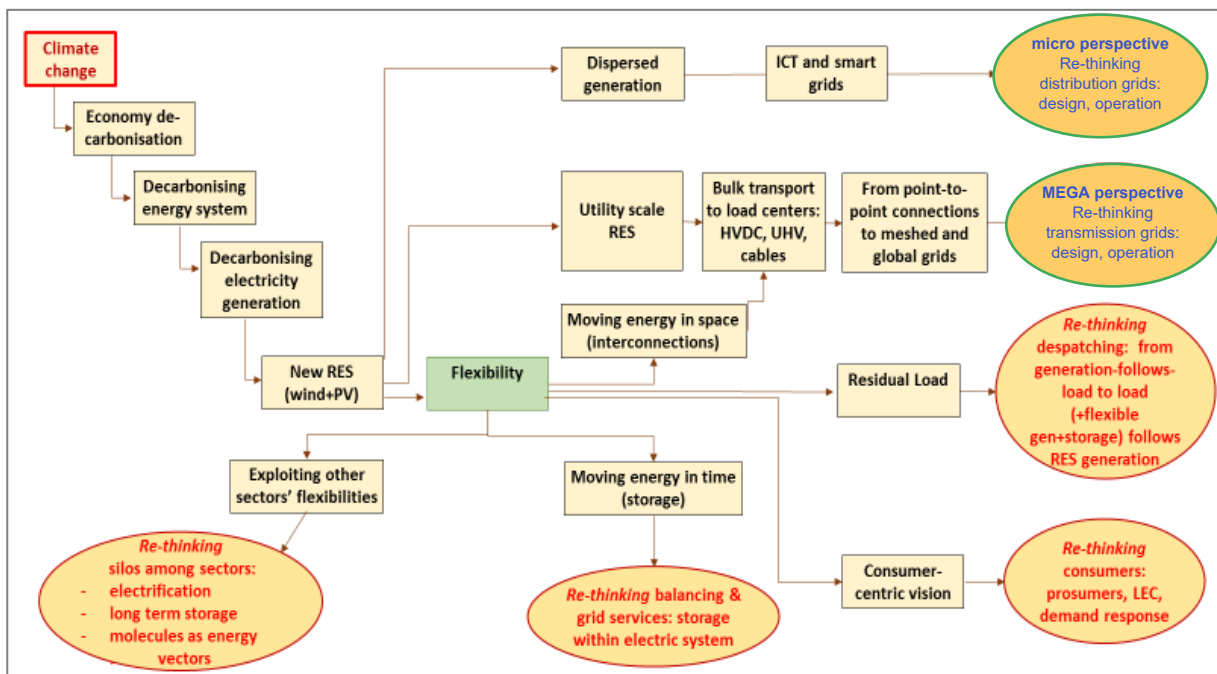 Climate
change
Economy de-
carbonisation
Decarbonising
energy system
Decarbonising
electricity
generation
New RES
(wind+PV)
Flexibility
Dispersed
generation
ICT and smart
grids
micro perspective
Re-thinking
distribution grids:
design, operation
Utility scale
RES
Bulk transport
to load centers:
HVDC, UHV,
cables
From point-to-
point connections
to meshed and
global grids
MEGA perspective
Re-thinking
transmission grids:
design, operation
Moving energy in space
(interconnections)
Residual Load
Re-thinking
despatching: from
generation-follows-
load to load
(+flexible
gen+storage) follows
RES generation
Exploiting other
sectors' flexibilities
Moving energy in time
(storage)
Re-thinking
silos among sectors:
- electrification
- long term storage
- molecules as energy
vectors
Re-thinking balancing &
grid services: storage
within electric system
Consumer-
centric vision
Re-thinking
consumers:
prosumers, LEC,
demand response